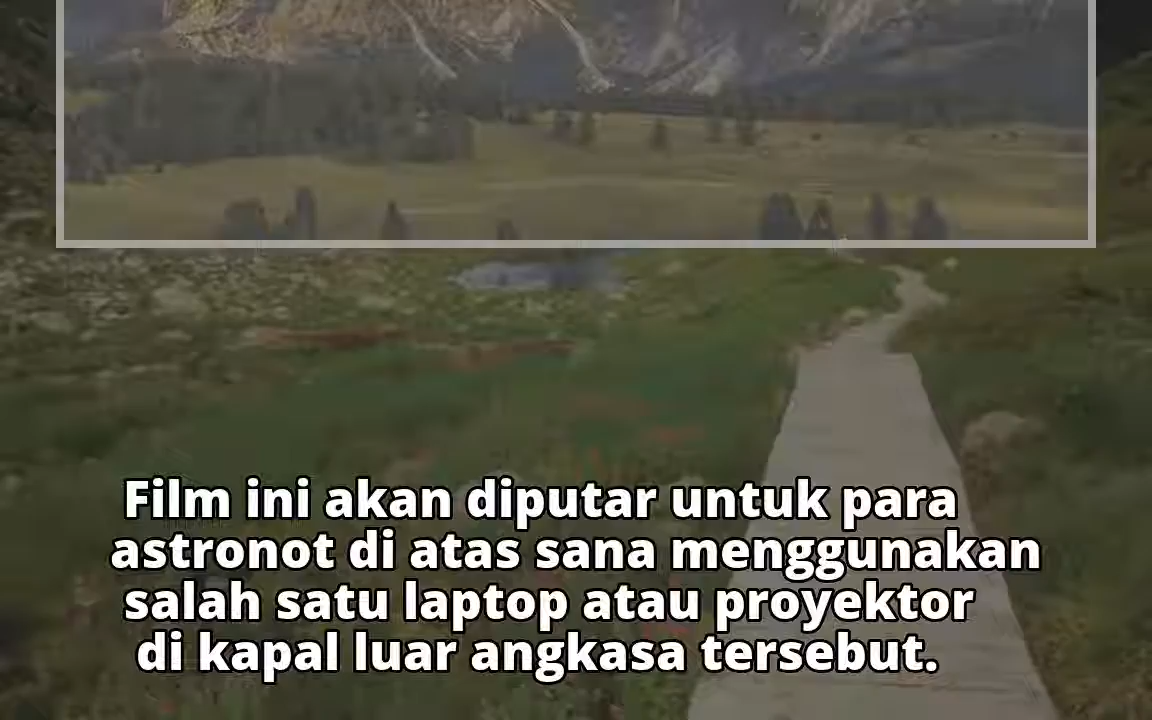 Film ini akan diputar untuk para
astronot di atas sana menggunakan
salah satu laptop atau proyektor
di kapal luar angkasa tersebut.